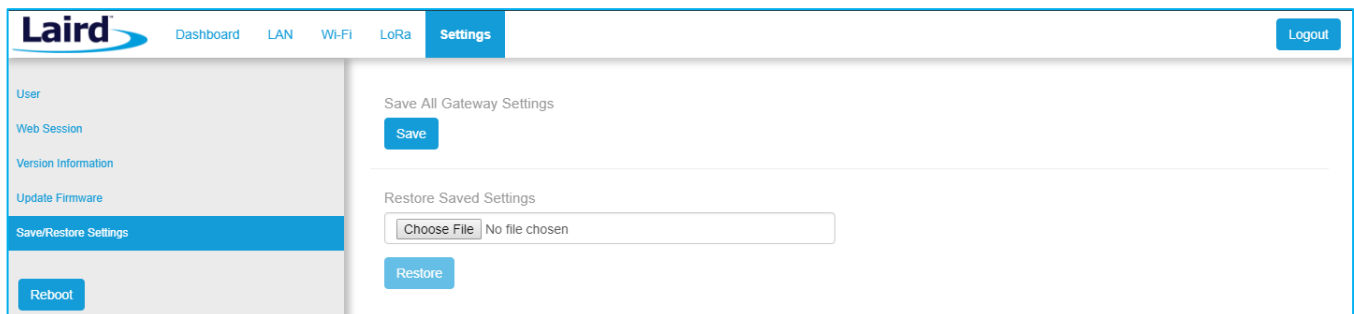 Laird Dashboard LAN Wi-Fi LoRa Settings Logout
User
Web Session
Version Information
Update Firmware
Save/Restore Settings
Reboot
Save All Gateway Settings
Save
Restore Saved Settings
Choose File No file chosen
Restore